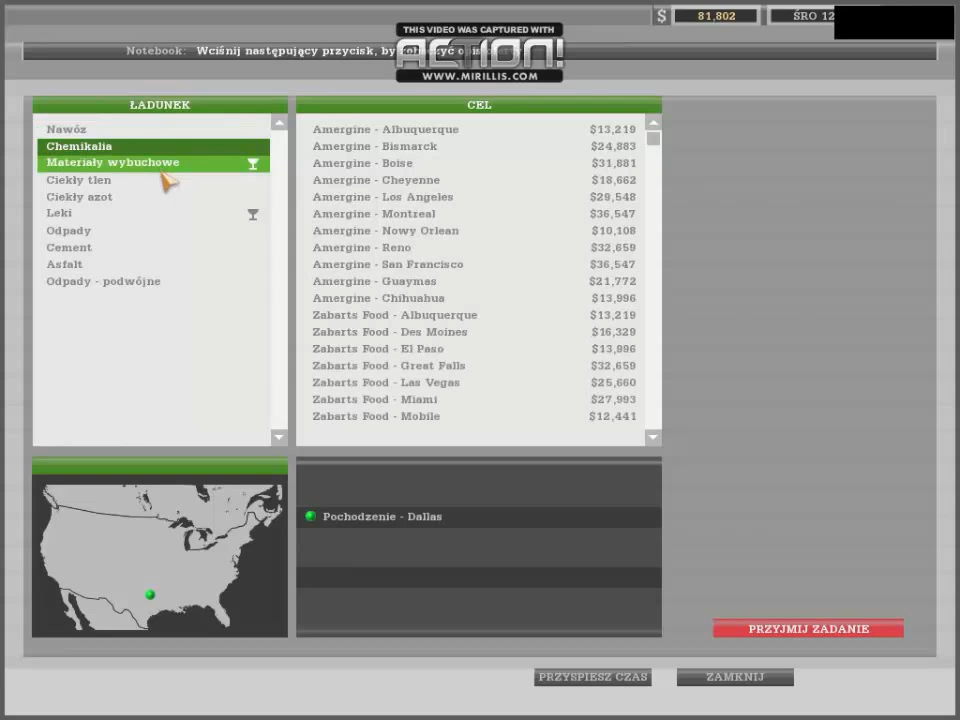 $ 81,802 ŚRO 12
THIS VIDEO WAS CAPTURED WITH
ACTION!
WWW.MIRILLIS.COM
Notebook: Wciśnij następujący przycisk, by
ŁADUNEK
Nawóz
Chemikalia
Materiały wybuchowe
Ciekły tlen
Ciekły azot
Leki
Odpady
Cement
Asfalt
Odpady - podwójne
CEL
Amergine - Albuquerque $13,219
Amergine - Bismarck $24,883
Amergine - Boise $31,881
Amergine - Cheyenne $18,662
Amergine - Los Angeles $29,548
Amergine - Montreal $36,547
Amergine - Nowy Orlean $10,108
Amergine - Reno $32,659
Amergine - San Francisco $36,547
Amergine - Guaymas $21,772
Amergine - Chihuahua $13,996
Zabarts Food - Albuquerque $13,219
Zabarts Food - Des Moines $16,329
Zabarts Food - El Paso $13,996
Zabarts Food - Great Falls $32,659
Zabarts Food - Las Vegas $25,660
Zabarts Food - Miami $27,993
Zabarts Food - Mobile $12,441
Pochodzenie - Dallas
PRZYJMIJ ZADANIE
PRZYSPIESZ CZAS
ZAMKNIJ